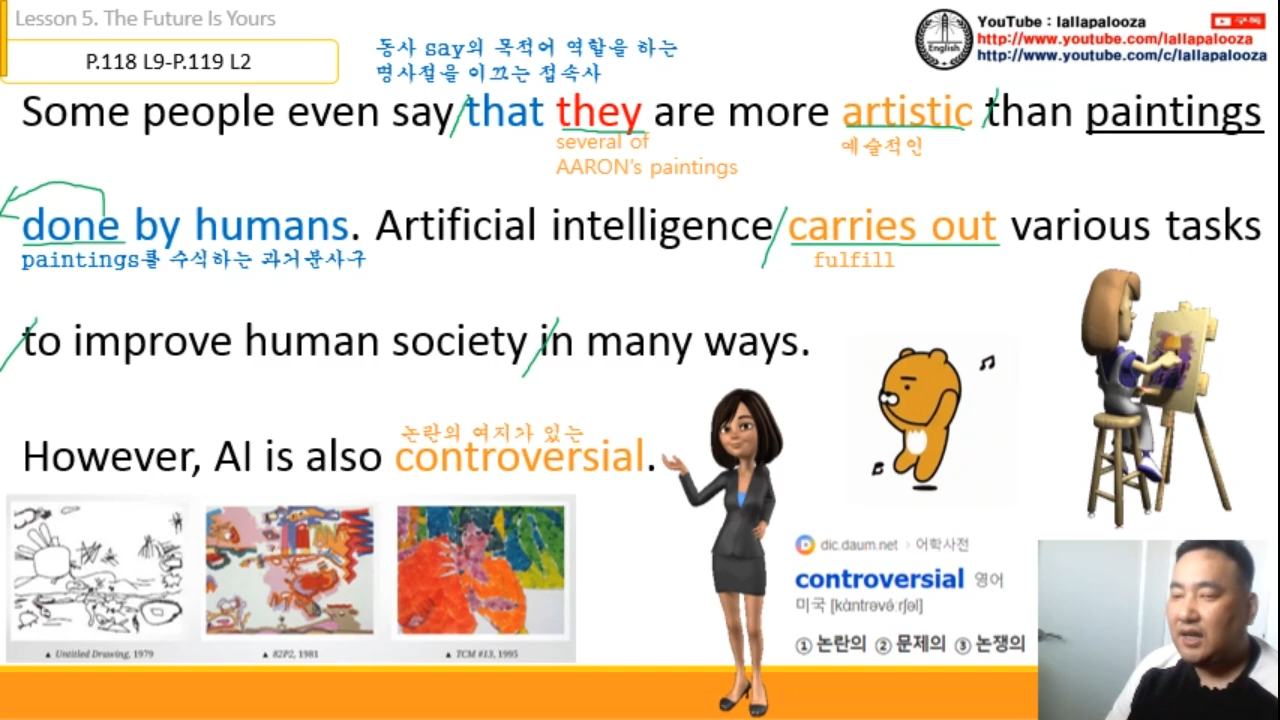 Lesson 5. The Future Is Yours
P.118 L9-P.119 L2
동사 say의 목적어 역할을 하는
명사절을 이끄는 접속사
English
YouTube : lallapalooza
구독
http://www.youtube.com/lallapalooza
http://www.youtube.com/c/lallapalooza
Some people even say that they are more artistic than paintings
several of
AARON's paintings
예술적인
done by humans. Artificial intelligence carries out various tasks
paintings를 수식하는 과거분사구
fulfill
to improve human society in many ways.
논란의 여지가 있는
However, AI is also controversial.
▲ Untitled Drawing, 1979
▲ 82P2, 1981
▲ TCM #13, 1995
dic.daum.net › 어학사전
controversial 영어
미국 [kὰntrəvə́ːrʃəl]
① 논란의 ② 문제의 ③ 논쟁의